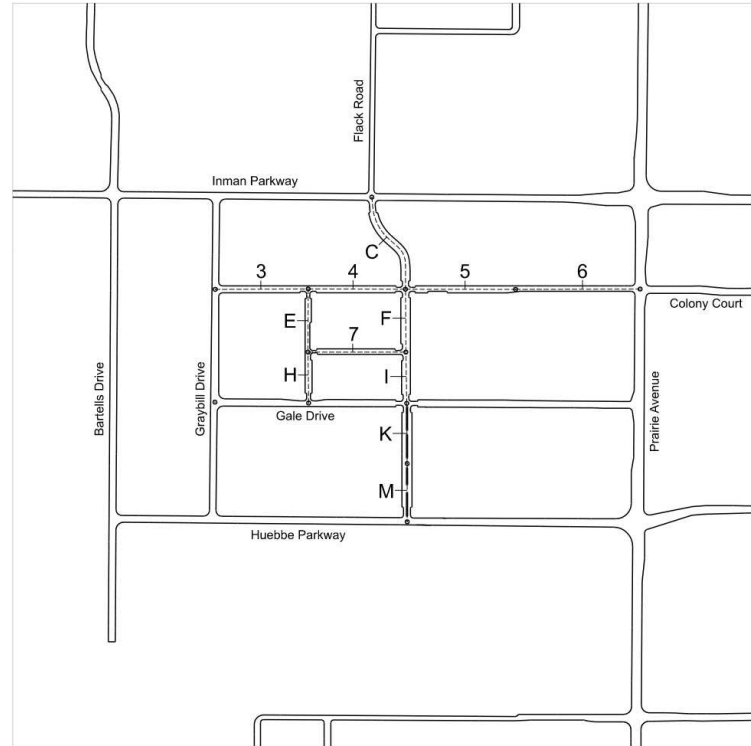 Flack Road
Inman Parkway
C
3
4
5
6
Colony Court
E
F
7
Bartells Drive
Graybill Drive
H
I
Prairie Avenue
Gale Drive
K
M
Huebbe Parkway